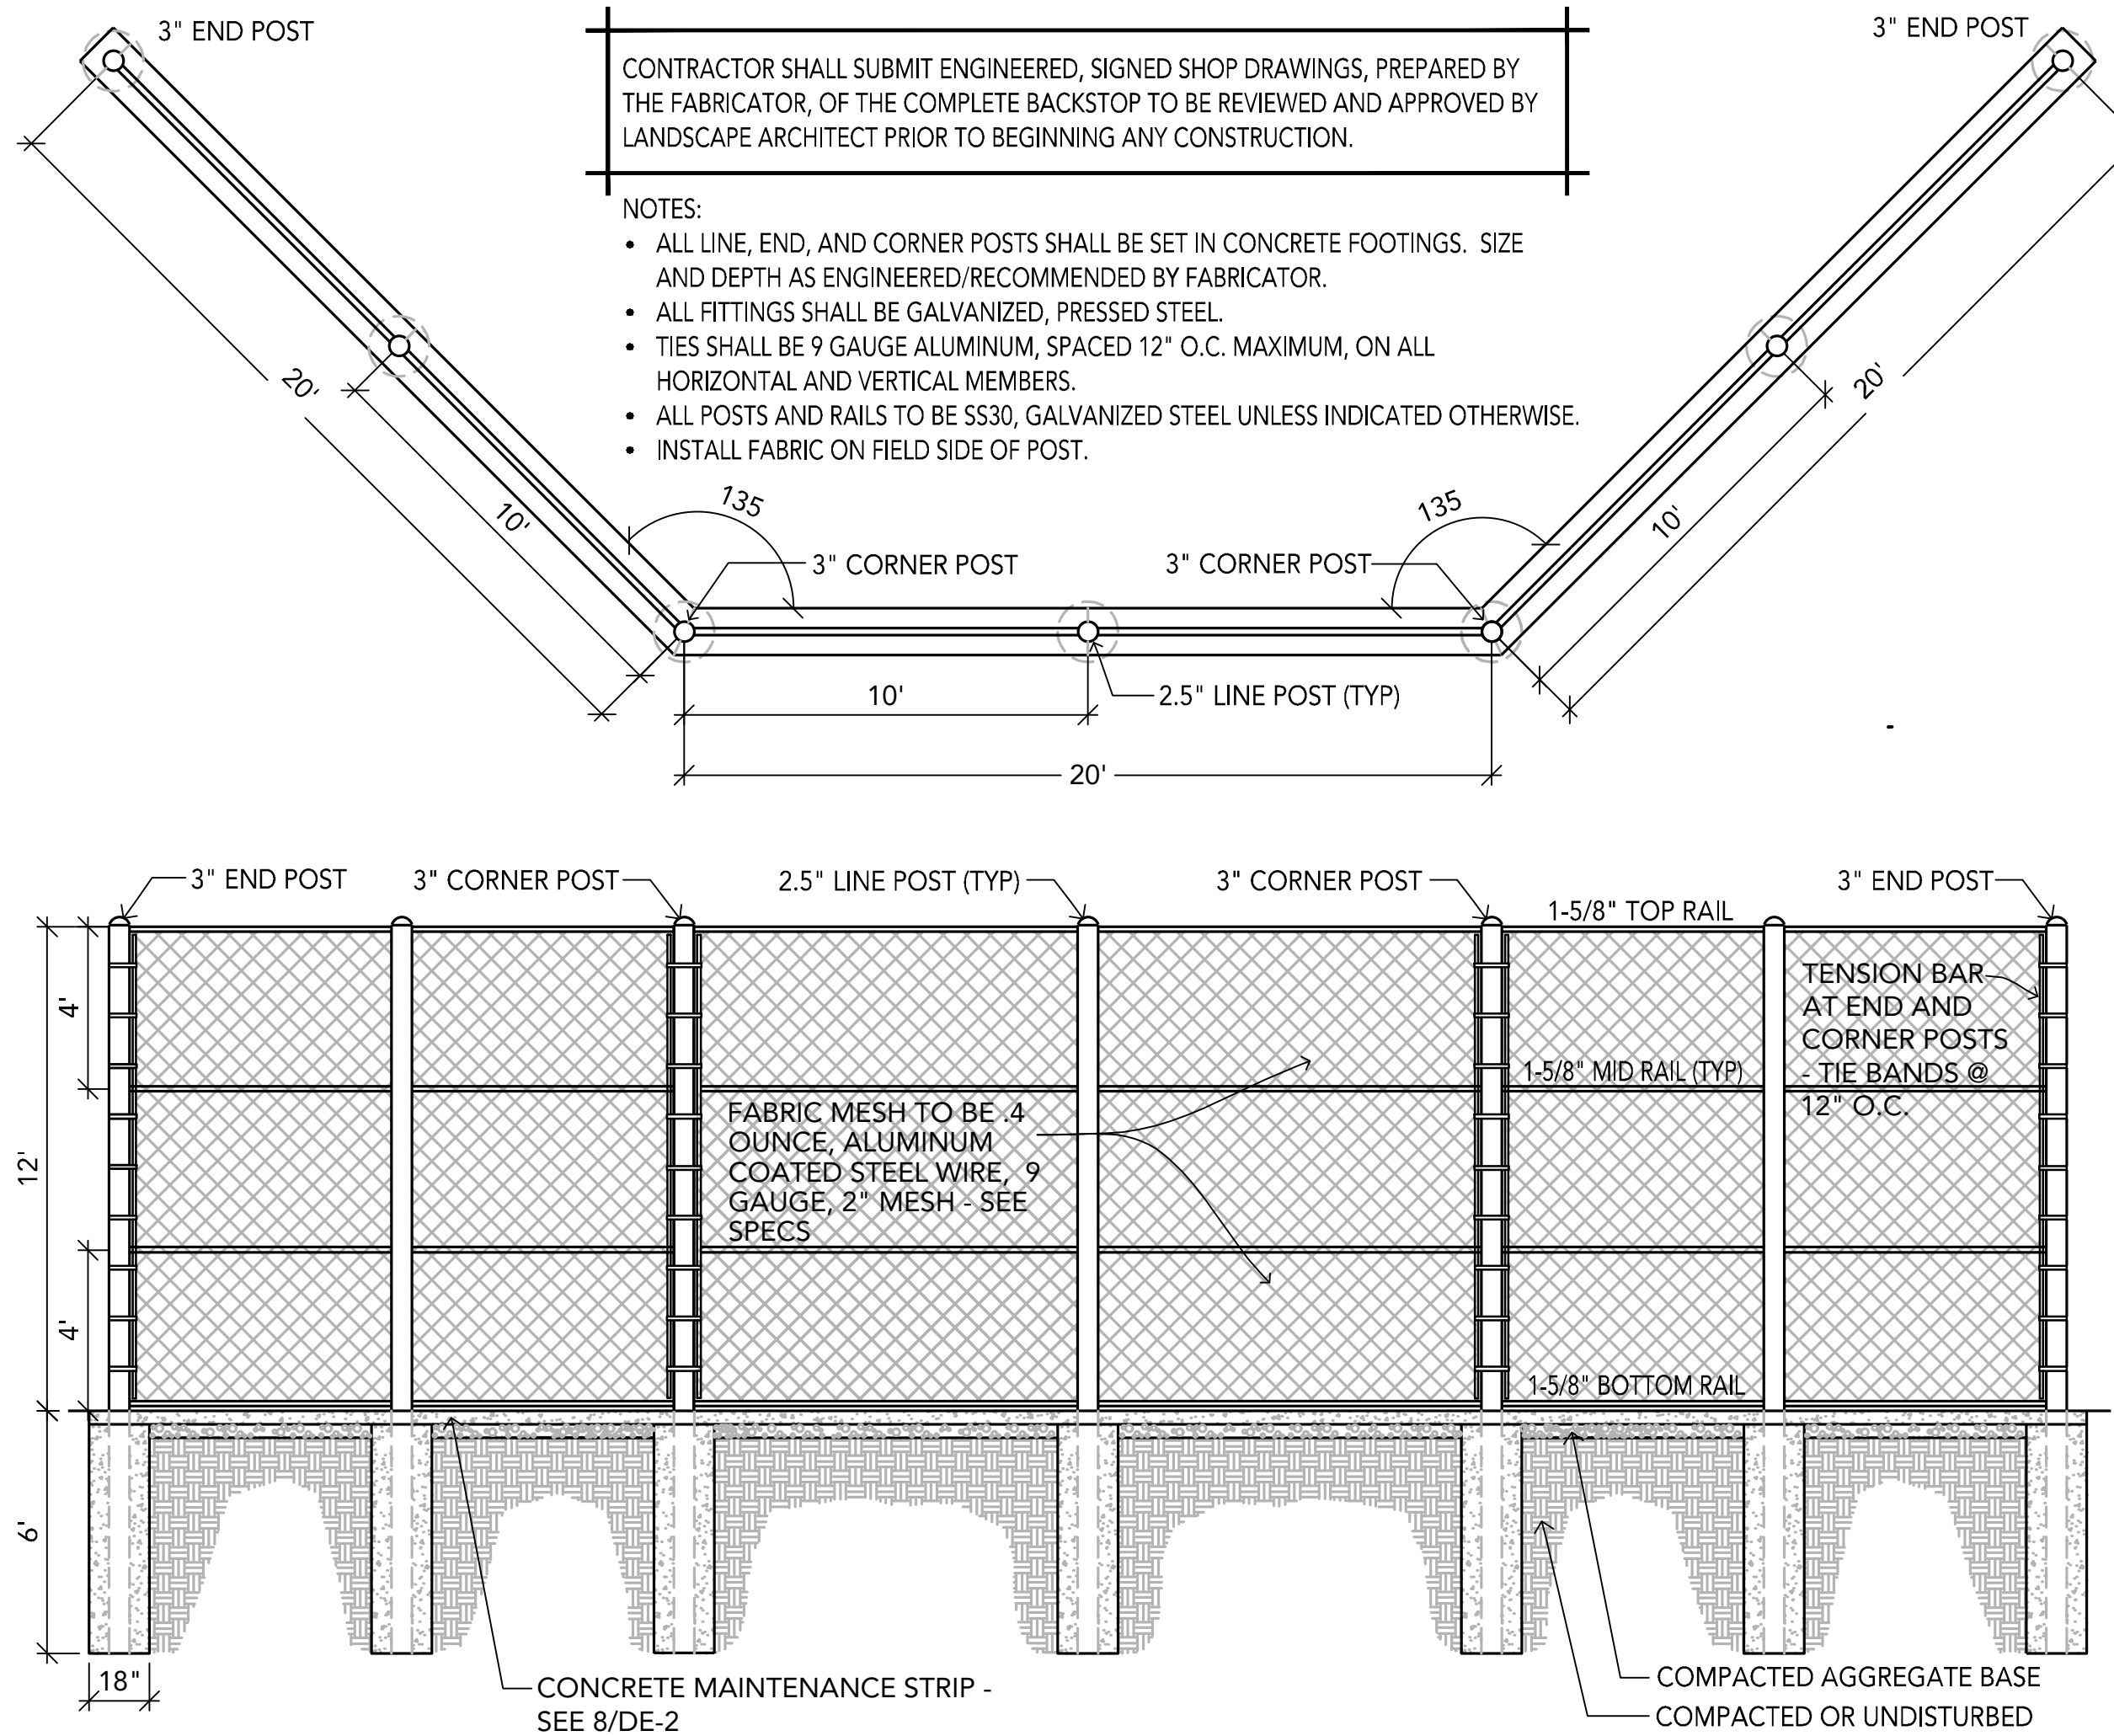 3" END POST
3" END POST
CONTRACTOR SHALL SUBMIT ENGINEERED, SIGNED SHOP DRAWINGS, PREPARED BY
THE FABRICATOR, OF THE COMPLETE BACKSTOP TO BE REVIEWED AND APPROVED BY
LANDSCAPE ARCHITECT PRIOR TO BEGINNING ANY CONSTRUCTION.
NOTES:
• ALL LINE, END, AND CORNER POSTS SHALL BE SET IN CONCRETE FOOTINGS. SIZE
AND DEPTH AS ENGINEERED/RECOMMENDED BY FABRICATOR.
• ALL FITTINGS SHALL BE GALVANIZED, PRESSED STEEL.
• TIES SHALL BE 9 GAUGE ALUMINUM, SPACED 12" O.C. MAXIMUM, ON ALL
HORIZONTAL AND VERTICAL MEMBERS.
• ALL POSTS AND RAILS TO BE SS30, GALVANIZED STEEL UNLESS INDICATED OTHERWISE.
• INSTALL FABRIC ON FIELD SIDE OF POST.
20'
20'
10'
135
135
10'
3" CORNER POST
3" CORNER POST
10'
2.5" LINE POST (TYP)
20'
3" END POST
3" CORNER POST
2.5" LINE POST (TYP)
3" CORNER POST
3" END POST
1-5/8" TOP RAIL
4'
TENSION BAR
AT END AND
CORNER POSTS
- TIE BANDS @
12" O.C.
1-5/8" MID RAIL (TYP)
FABRIC MESH TO BE .4
OUNCE, ALUMINUM
COATED STEEL WIRE, 9
GAUGE, 2" MESH - SEE
SPECS
12'
4'
1-5/8" BOTTOM RAIL
6'
18"
CONCRETE MAINTENANCE STRIP -
SEE 8/DE-2
COMPACTED AGGREGATE BASE
COMPACTED OR UNDISTURBED